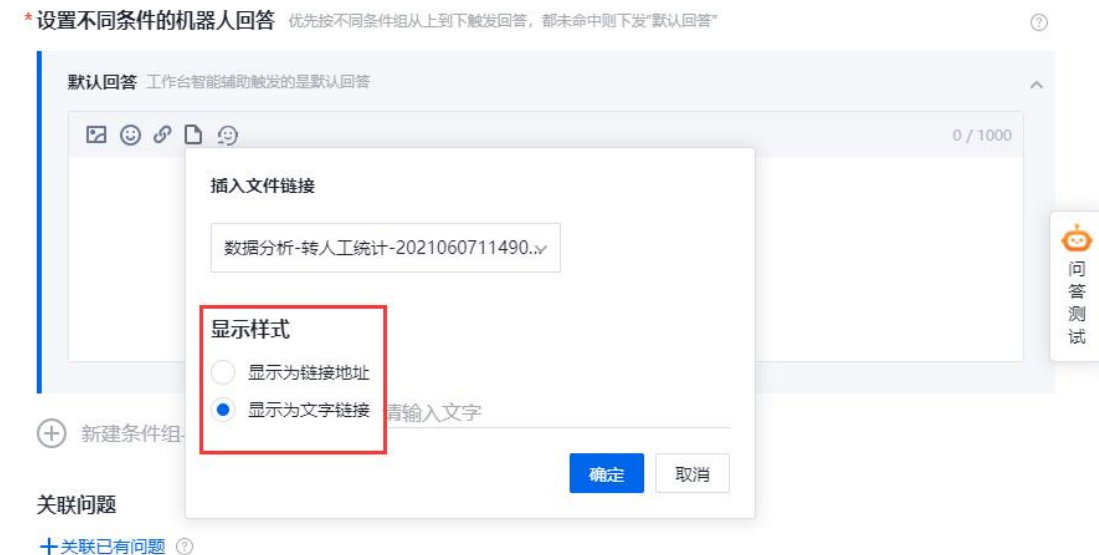 *设置不同条件的机器人回答 优先按不同条件组从上到下触发回答，都未命中则下发"默认回答"
默认回答 工作台智能辅助触发的是默认回答
0 / 1000
插入文件链接
数据分析-转人工统计-2021060711490...
显示样式
显示为链接地址
显示为文字链接 请输入文字
新建条件组
确定 取消
关联问题
+关联已有问题
问
答
测
试